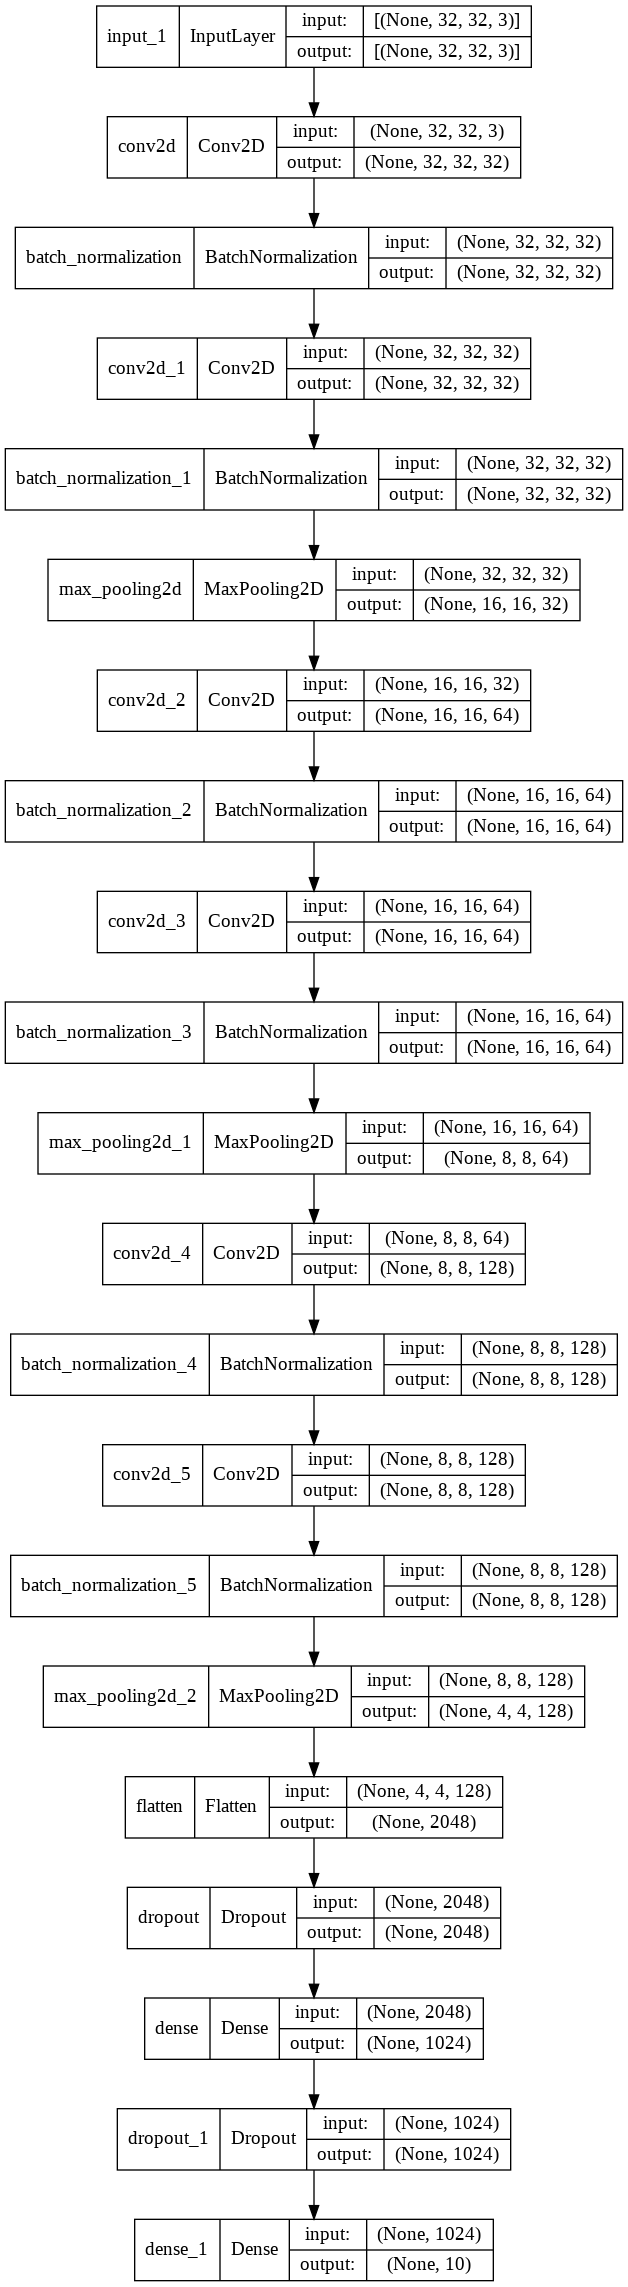 input_1 InputLayer input: [(None, 32, 32, 3)]
output: [(None, 32, 32, 3)]
conv2d Conv2D input: (None, 32, 32, 3)
output: (None, 32, 32, 32)
batch_normalization BatchNormalization input: (None, 32, 32, 32)
output: (None, 32, 32, 32)
conv2d_1 Conv2D input: (None, 32, 32, 32)
output: (None, 32, 32, 32)
batch_normalization_1 BatchNormalization input: (None, 32, 32, 32)
output: (None, 32, 32, 32)
max_pooling2d MaxPooling2D input: (None, 32, 32, 32)
output: (None, 16, 16, 32)
conv2d_2 Conv2D input: (None, 16, 16, 32)
output: (None, 16, 16, 64)
batch_normalization_2 BatchNormalization input: (None, 16, 16, 64)
output: (None, 16, 16, 64)
conv2d_3 Conv2D input: (None, 16, 16, 64)
output: (None, 16, 16, 64)
batch_normalization_3 BatchNormalization input: (None, 16, 16, 64)
output: (None, 16, 16, 64)
max_pooling2d_1 MaxPooling2D input: (None, 16, 16, 64)
output: (None, 8, 8, 64)
conv2d_4 Conv2D input: (None, 8, 8, 64)
output: (None, 8, 8, 128)
batch_normalization_4 BatchNormalization input: (None, 8, 8, 128)
output: (None, 8, 8, 128)
conv2d_5 Conv2D input: (None, 8, 8, 128)
output: (None, 8, 8, 128)
batch_normalization_5 BatchNormalization input: (None, 8, 8, 128)
output: (None, 8, 8, 128)
max_pooling2d_2 MaxPooling2D input: (None, 8, 8, 128)
output: (None, 4, 4, 128)
flatten Flatten input: (None, 4, 4, 128)
output: (None, 2048)
dropout Dropout input: (None, 2048)
output: (None, 2048)
dense Dense input: (None, 2048)
output: (None, 1024)
dropout_1 Dropout input: (None, 1024)
output: (None, 1024)
dense_1 Dense input: (None, 1024)
output: (None, 10)